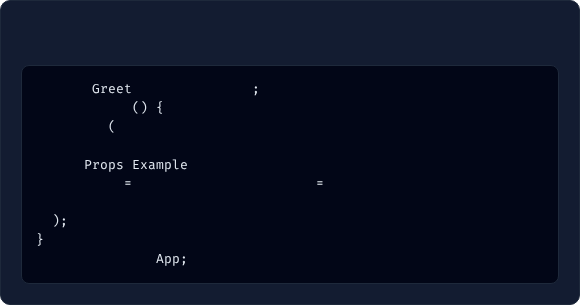 Greet ;
() {
(
Props Example
= =
);
}
App;